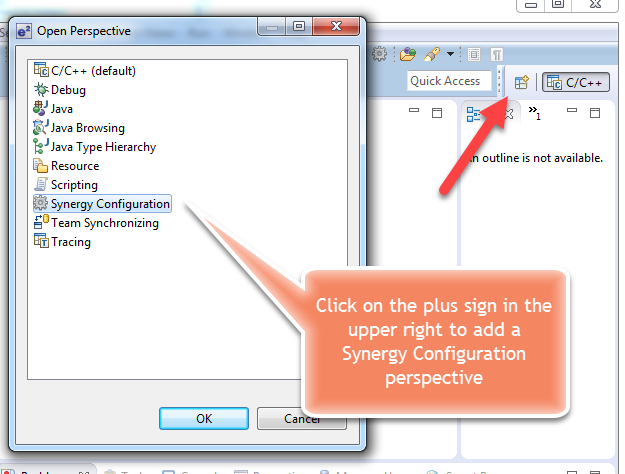 Open Perspective
C/C++ (default)
Debug
Java
Java Browsing
Java Type Hierarchy
Resource
Scripting
Synergy Configuration
Team Synchronizing
Tracing
OK
Cancel
Quick Access
C/C++
»1
outline is not available.
Click on the plus sign in the
upper right to add a
Synergy Configuration
perspective